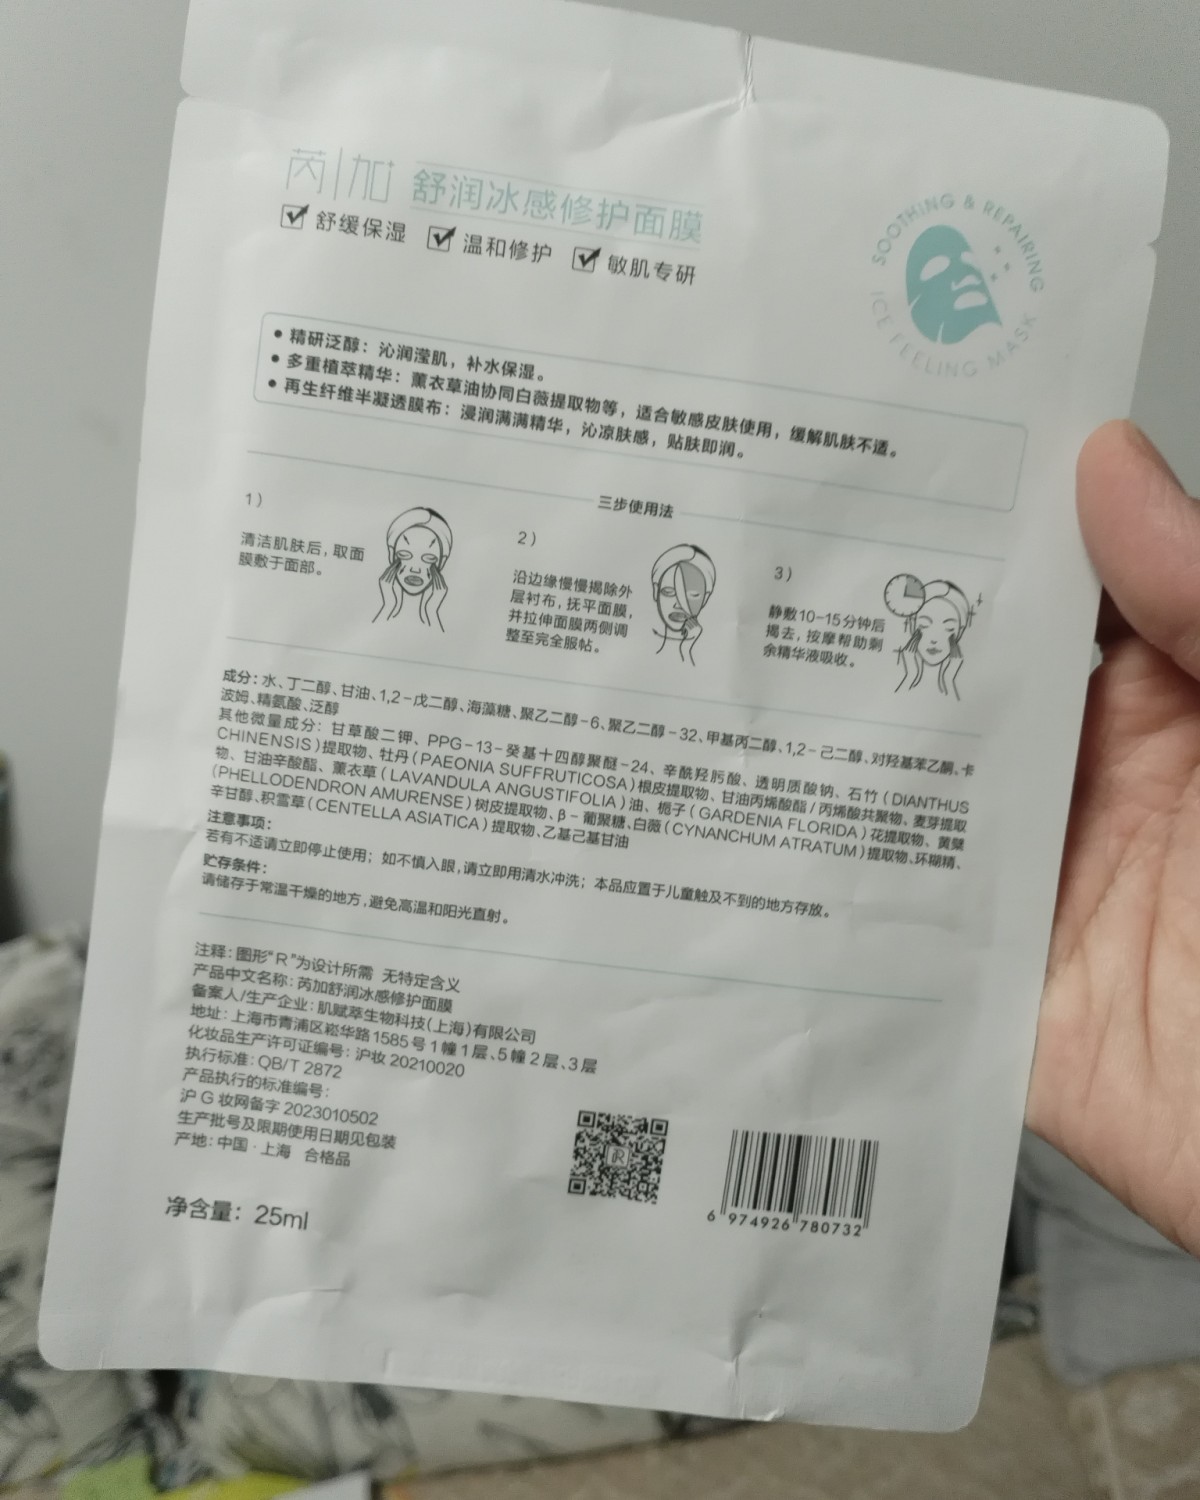 芮|加 舒润冰感修护面膜
舒缓保湿 温和修护 敏肌专研
SOOTHING & REPAIRING
ICE FEELING MASK
• 精研泛醇：沁润滢肌，补水保湿。
• 多重植萃精华：薰衣草油协同白薇提取物等，适合敏感皮肤使用，缓解肌肤不适。
• 再生纤维半凝透膜布：浸润满满精华，沁凉肤感，贴肤即润。
三步使用法
1）
清洁肌肤后，取面
膜敷于面部。
2）
沿边缘慢慢揭除外
层衬布，抚平面膜，
并拉伸面膜两侧调
整至完全服帖。
3）
静敷10-15分钟后
揭去，按摩帮助剩
余精华液吸收。
成分：水、丁二醇、甘油、1,2-戊二醇、海藻糖、聚乙二醇-6、聚乙二醇-32、甲基丙二醇、1,2-己二醇、对羟基苯乙酮、卡
波姆、精氨酸、泛醇
其他微量成分：甘草酸二钾、PPG-13-癸基十四醇聚醚-24、辛酰羟肟酸、透明质酸钠、石竹（DIANTHUS
CHINENSIS）提取物、牡丹（PAEONIA SUFFRUTICOSA）根皮提取物、甘油丙烯酸酯/丙烯酸共聚物、麦芽提取
物、甘油辛酸酯、薰衣草（LAVANDULA ANGUSTIFOLIA）油、栀子（GARDENIA FLORIDA）花提取物、黄檗
（PHELLODENDRON AMURENSE）树皮提取物、β-葡聚糖、白薇（CYNANCHUM ATRATUM）提取物、环糊精、
辛甘醇、积雪草（CENTELLA ASIATICA）提取物、乙基己基甘油
注意事项：
若有不适请立即停止使用；如不慎入眼，请立即用清水冲洗；本品应置于儿童触及不到的地方存放。
贮存条件：
请储存于常温干燥的地方，避免高温和阳光直射。
注释：图形“R”为设计所需 无特定含义
产品中文名称：芮加舒润冰感修护面膜
备案人/生产企业：肌赋萃生物科技（上海）有限公司
地址：上海市青浦区崧华路1585号1幢1层、5幢2层、3层
化妆品生产许可证编号：沪妆20210020
执行标准：QB/T 2872
产品执行的标准编号：
沪G妆网备字2023010502
生产批号及限期使用日期见包装
产地：中国·上海 合格品
净含量：25ml
6 974926 780732